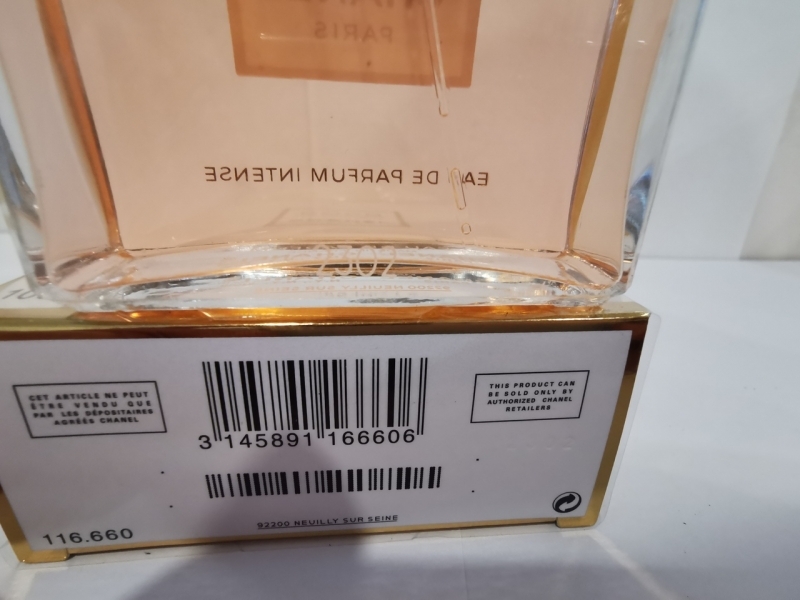 PARIS
EAU DE PARFUM INTENSE
CET ARTICLE NE PEUT
ÊTRE VENDU QUE
PAR LES DÉPOSITAIRES
AGRÉÉS CHANEL
THIS PRODUCT CAN
BE SOLD ONLY BY
AUTHORIZED CHANEL
RETAILERS
3 145891 166606
92200 NEUILLY SUR SEINE
116.660